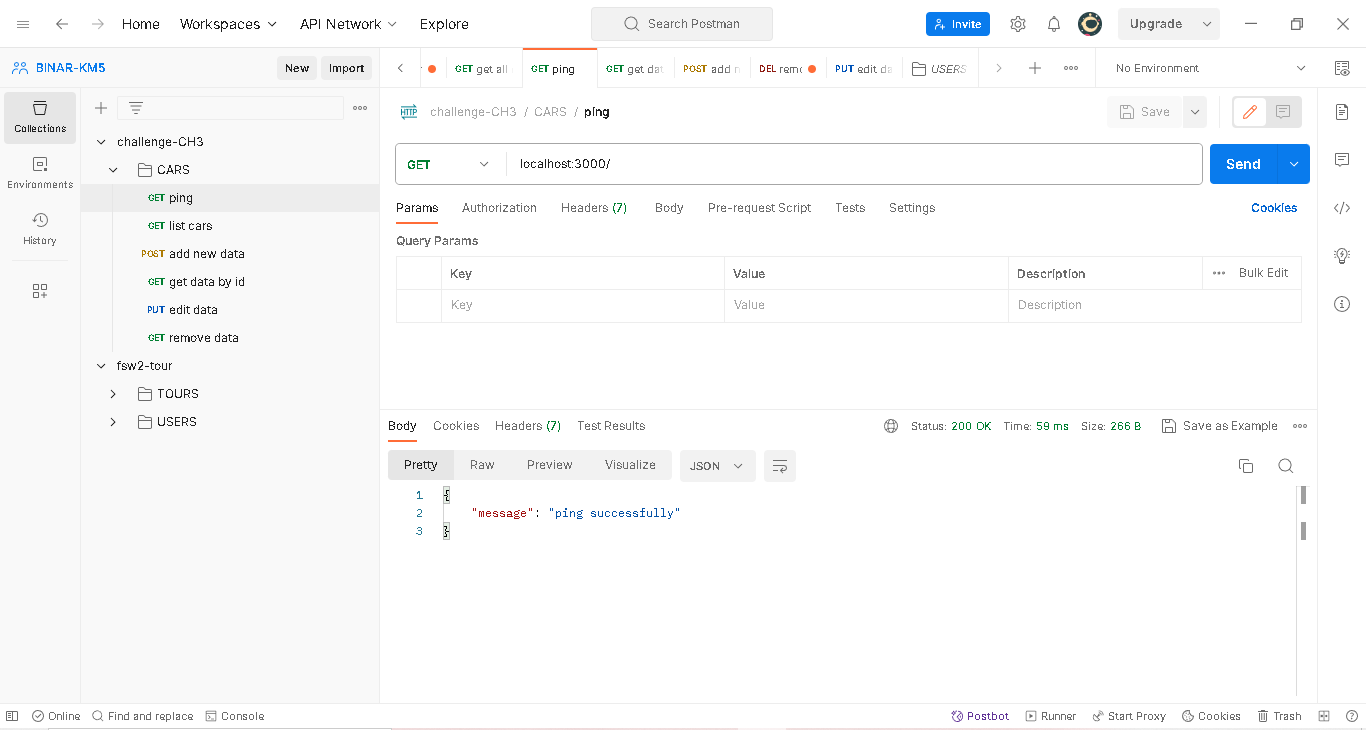 Home Workspaces API Network Explore Search Postman Invite Upgrade
BINAR-KM5 New Import
GET get all GET ping GET get dat POST add n DEL remo PUT edit da USERS No Environment
Collections
Environments
History
challenge-CH3
CARS
GET ping
GET list cars
POST add new data
GET get data by id
PUT edit data
GET remove data
fsw2-tour
TOURS
USERS
HTTP challenge-CH3 / CARS / ping Save
GET localhost:3000/ Send
Params Authorization Headers (7) Body Pre-request Script Tests Settings Cookies
Query Params
Key Value Description Bulk Edit
Key Value Description
Body Cookies Headers (7) Test Results Status: 200 OK Time: 59 ms Size: 266 B Save as Example
Pretty Raw Preview Visualize JSON
1 {
2 "message": "ping successfully"
3 }
Online Find and replace Console Postbot Runner Start Proxy Cookies Trash